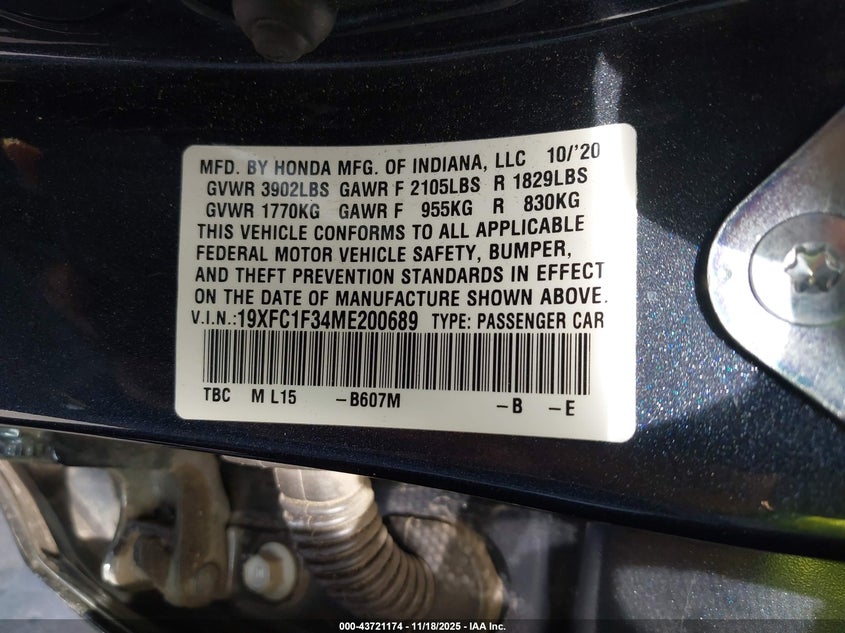 MFD. BY HONDA MFG. OF INDIANA, LLC 10/'20
GVWR 3902LBS GAWR F 2105LBS R 1829LBS
GVWR 1770KG GAWR F 955KG R 830KG
THIS VEHICLE CONFORMS TO ALL APPLICABLE
FEDERAL MOTOR VEHICLE SAFETY, BUMPER,
AND THEFT PREVENTION STANDARDS IN EFFECT
ON THE DATE OF MANUFACTURE SHOWN ABOVE.
V.I.N.:19XFC1F34ME200689 TYPE: PASSENGER CAR
TBC M L15 -B607M -B -E
000-43721174 - 11/18/2025 - IAA Inc.